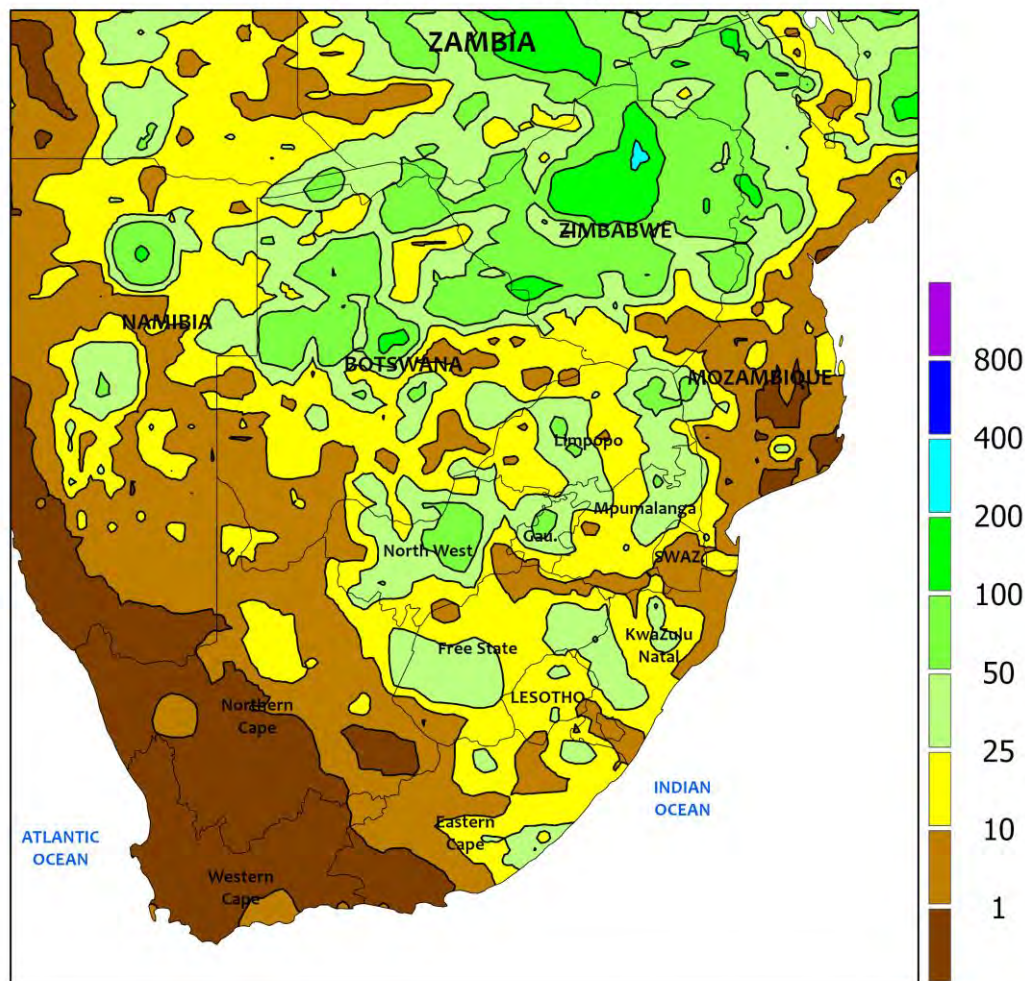 ZAMBIA
ZIMBABWE
NAMIBIA
BOTSWANA
MOZAMBIQUE
Limpopo
Mpumalanga
North West
Gau.
SWAZ.
Free State
KwaZulu
Natal
LESOTHO
Northern
Cape
INDIAN
OCEAN
Eastern
Cape
ATLANTIC
OCEAN
Western
Cape
800
400
200
100
50
25
10
1